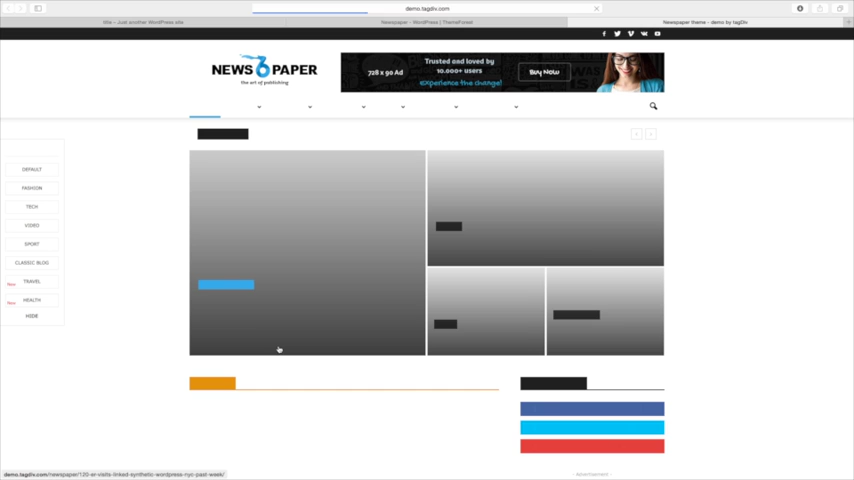 demo.tagdiv.com
title – Just another WordPress site
Newspaper - WordPress | ThemeForest
Newspaper theme - demo by tagDiv
NEWS PAPER
the art of publishing
728 x 90 Ad
Trusted and loved by
10.000+ users
Experience the change!
Buy Now
DEFAULT
FASHION
TECH
VIDEO
SPORT
CLASSIC BLOG
New TRAVEL
New HEALTH
HIDE
- Advertisement -
demo.tagdiv.com/newspaper/120-er-visits-linked-synthetic-wordpress-nyc-past-week/